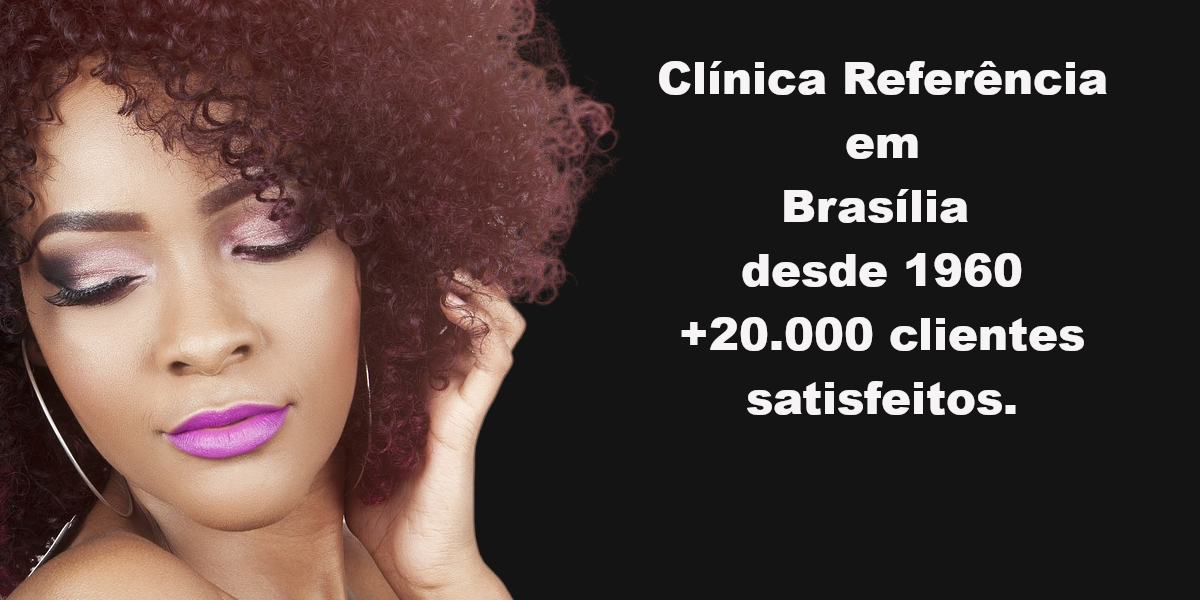 Clínica Referência
em
Brasília
desde 1960
+20.000 clientes
satisfeitos.